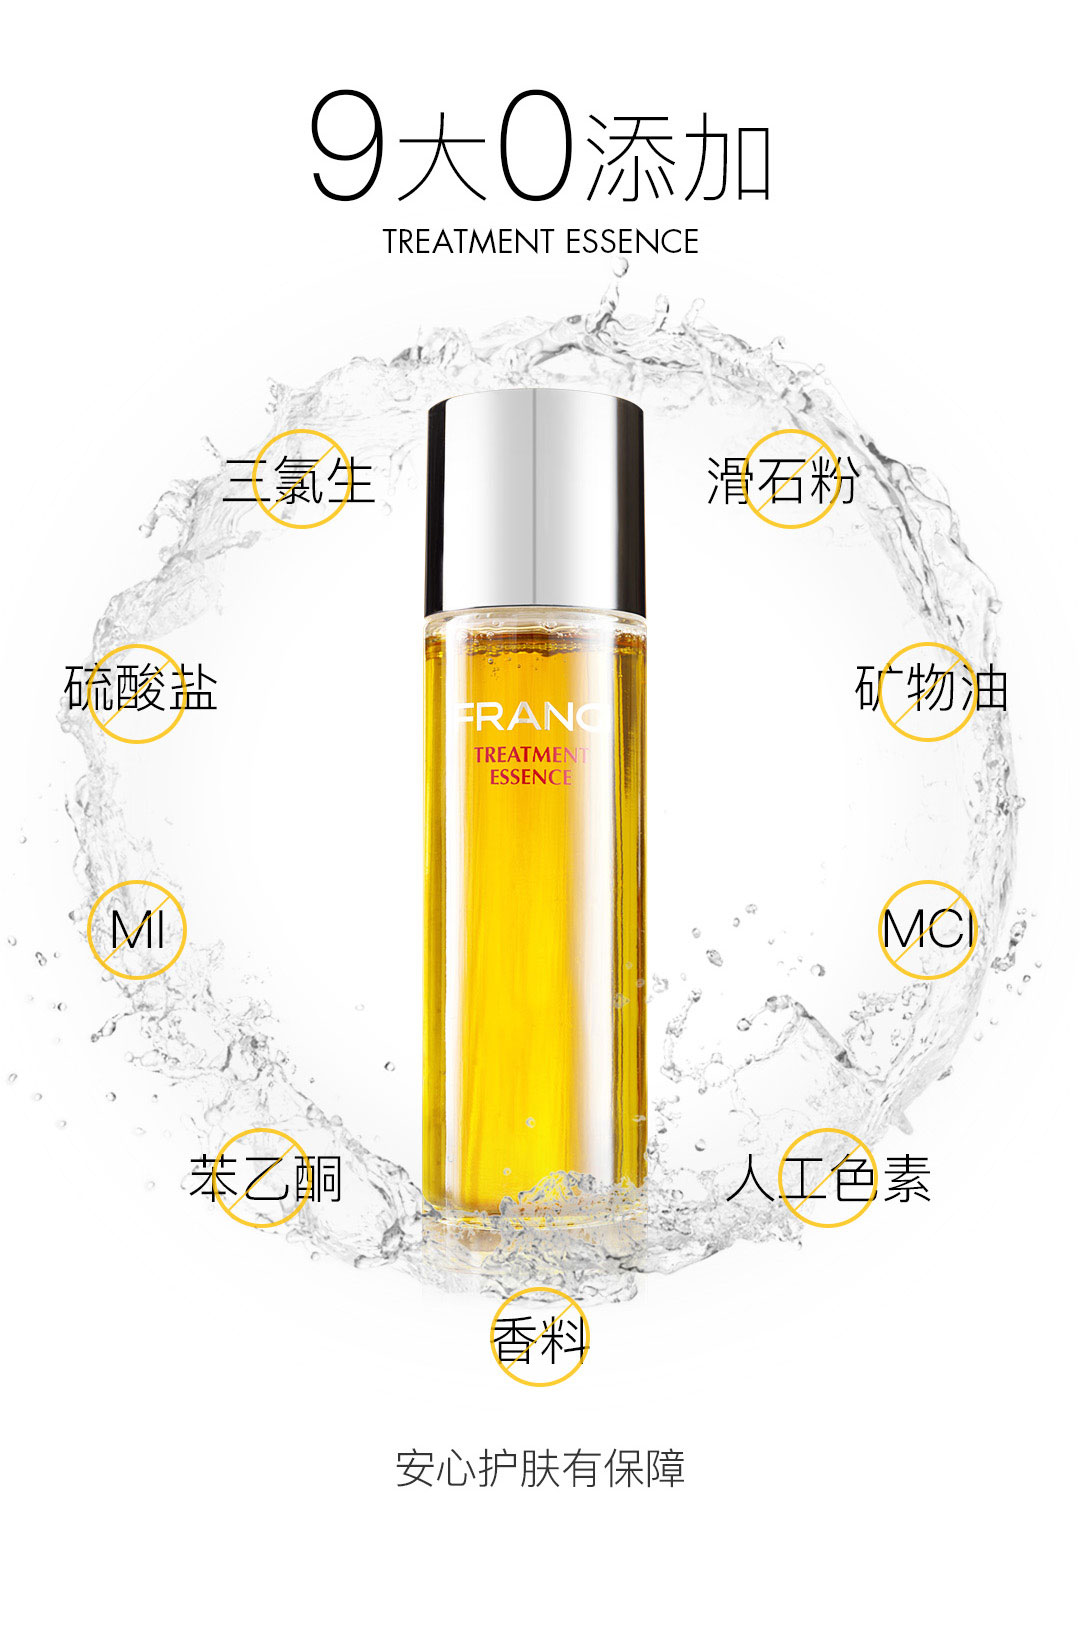 9大0添加
TREATMENT ESSENCE
三氯生
滑石粉
硫酸盐
矿物油
FRANC
TREATMENT
ESSENCE
MI
MCI
苯乙酮
人工色素
香料
安心护肤有保障